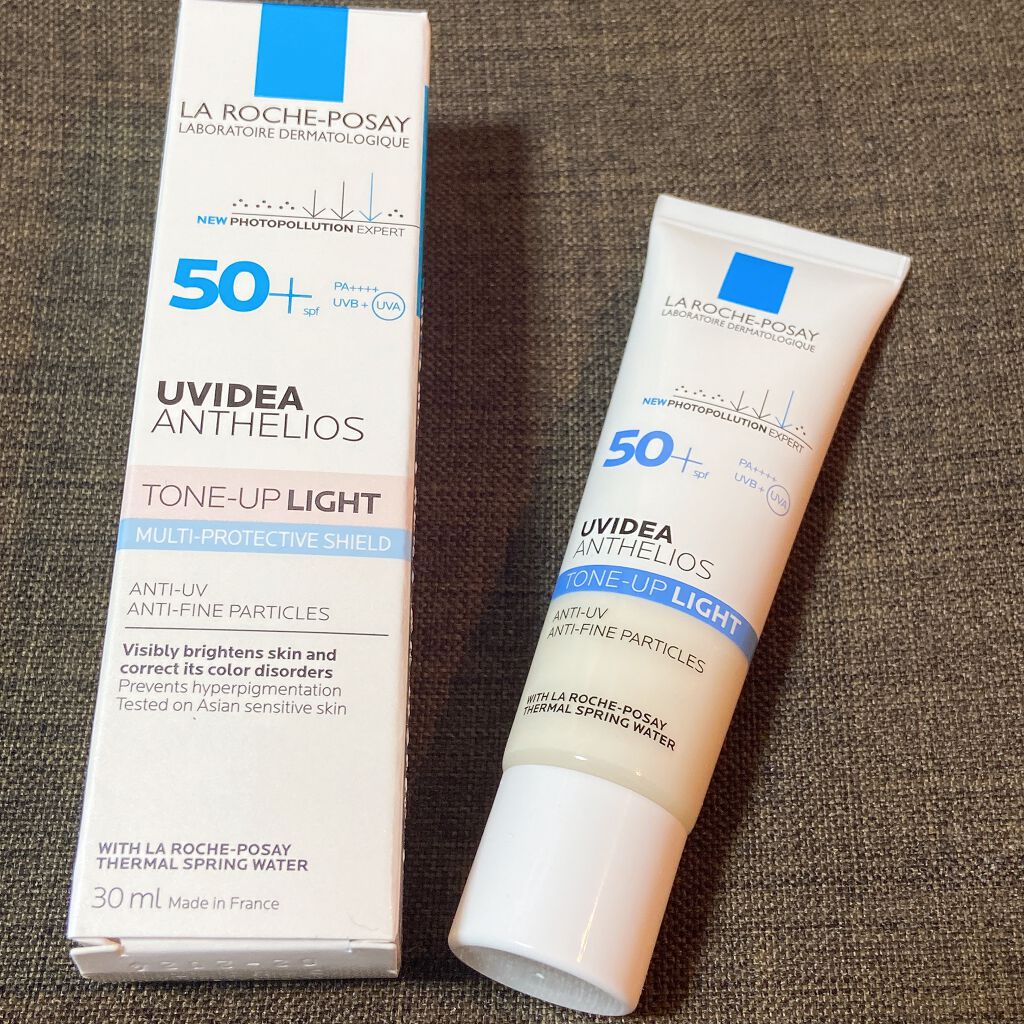 LA ROCHE-POSAY
LABORATOIRE DERMATOLOGIQUE
NEW PHOTOPOLLUTION EXPERT
50+ spf
PA++++
UVB + UVA
UVIDEA
ANTHELIOS
TONE-UP LIGHT
MULTI-PROTECTIVE SHIELD
ANTI-UV
ANTI-FINE PARTICLES
Visibly brightens skin and
correct its color disorders
Prevents hyperpigmentation
Tested on Asian sensitive skin
WITH LA ROCHE-POSAY
THERMAL SPRING WATER
30 ml Made in France
LA ROCHE-POSAY
LABORATOIRE DERMATOLOGIQUE
NEW PHOTOPOLLUTION EXPERT
50+ spf
PA++++
UVB + UVA
UVIDEA
ANTHELIOS
TONE-UP LIGHT
ANTI-UV
ANTI-FINE PARTICLES
WITH LA ROCHE-POSAY
THERMAL SPRING WATER